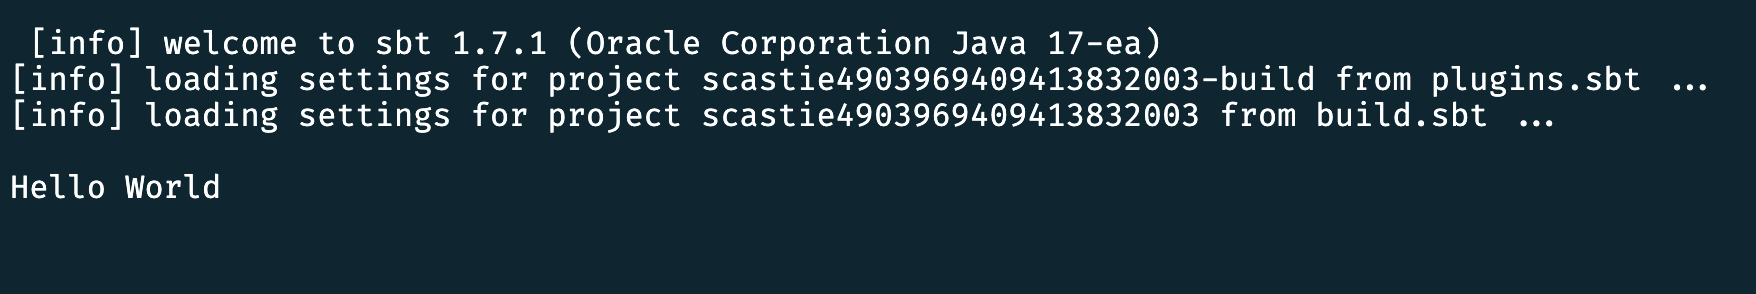 [info] welcome to sbt 1.7.1 (Oracle Corporation Java 17-ea)
[info] loading settings for project scastie4903969409413832003-build from plugins.sbt ...
[info] loading settings for project scastie4903969409413832003 from build.sbt ...
Hello World